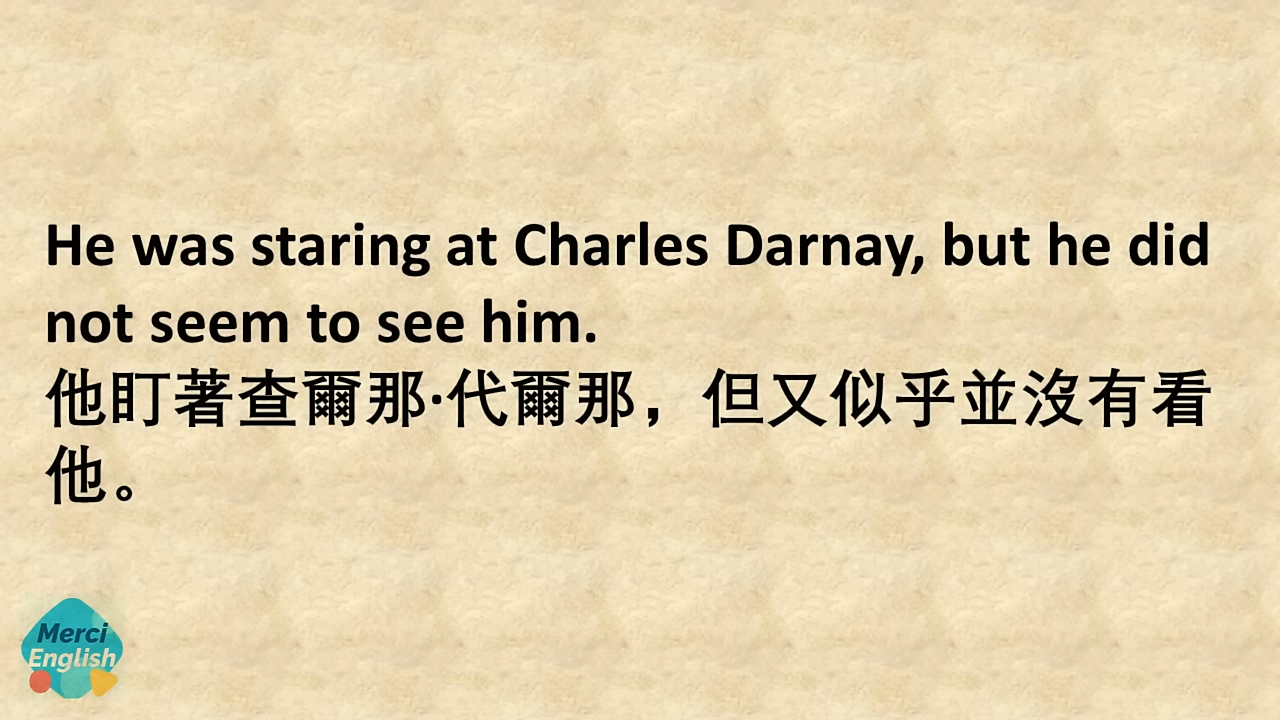 He was staring at Charles Darnay, but he did
not seem to see him.
他盯著查爾那·代爾那，但又似乎並沒有看
他。
Merci
English